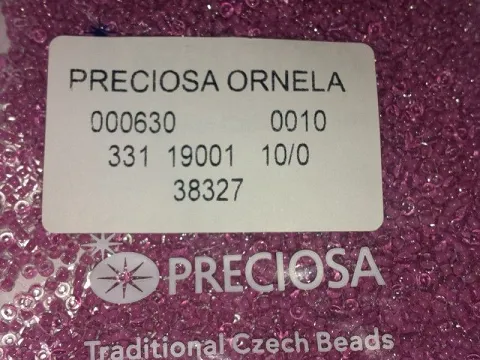 PRECIOSA ORNELA
000630 0010
331 19001 10/0
38327
PRECIOSA
Traditional Czech Beads